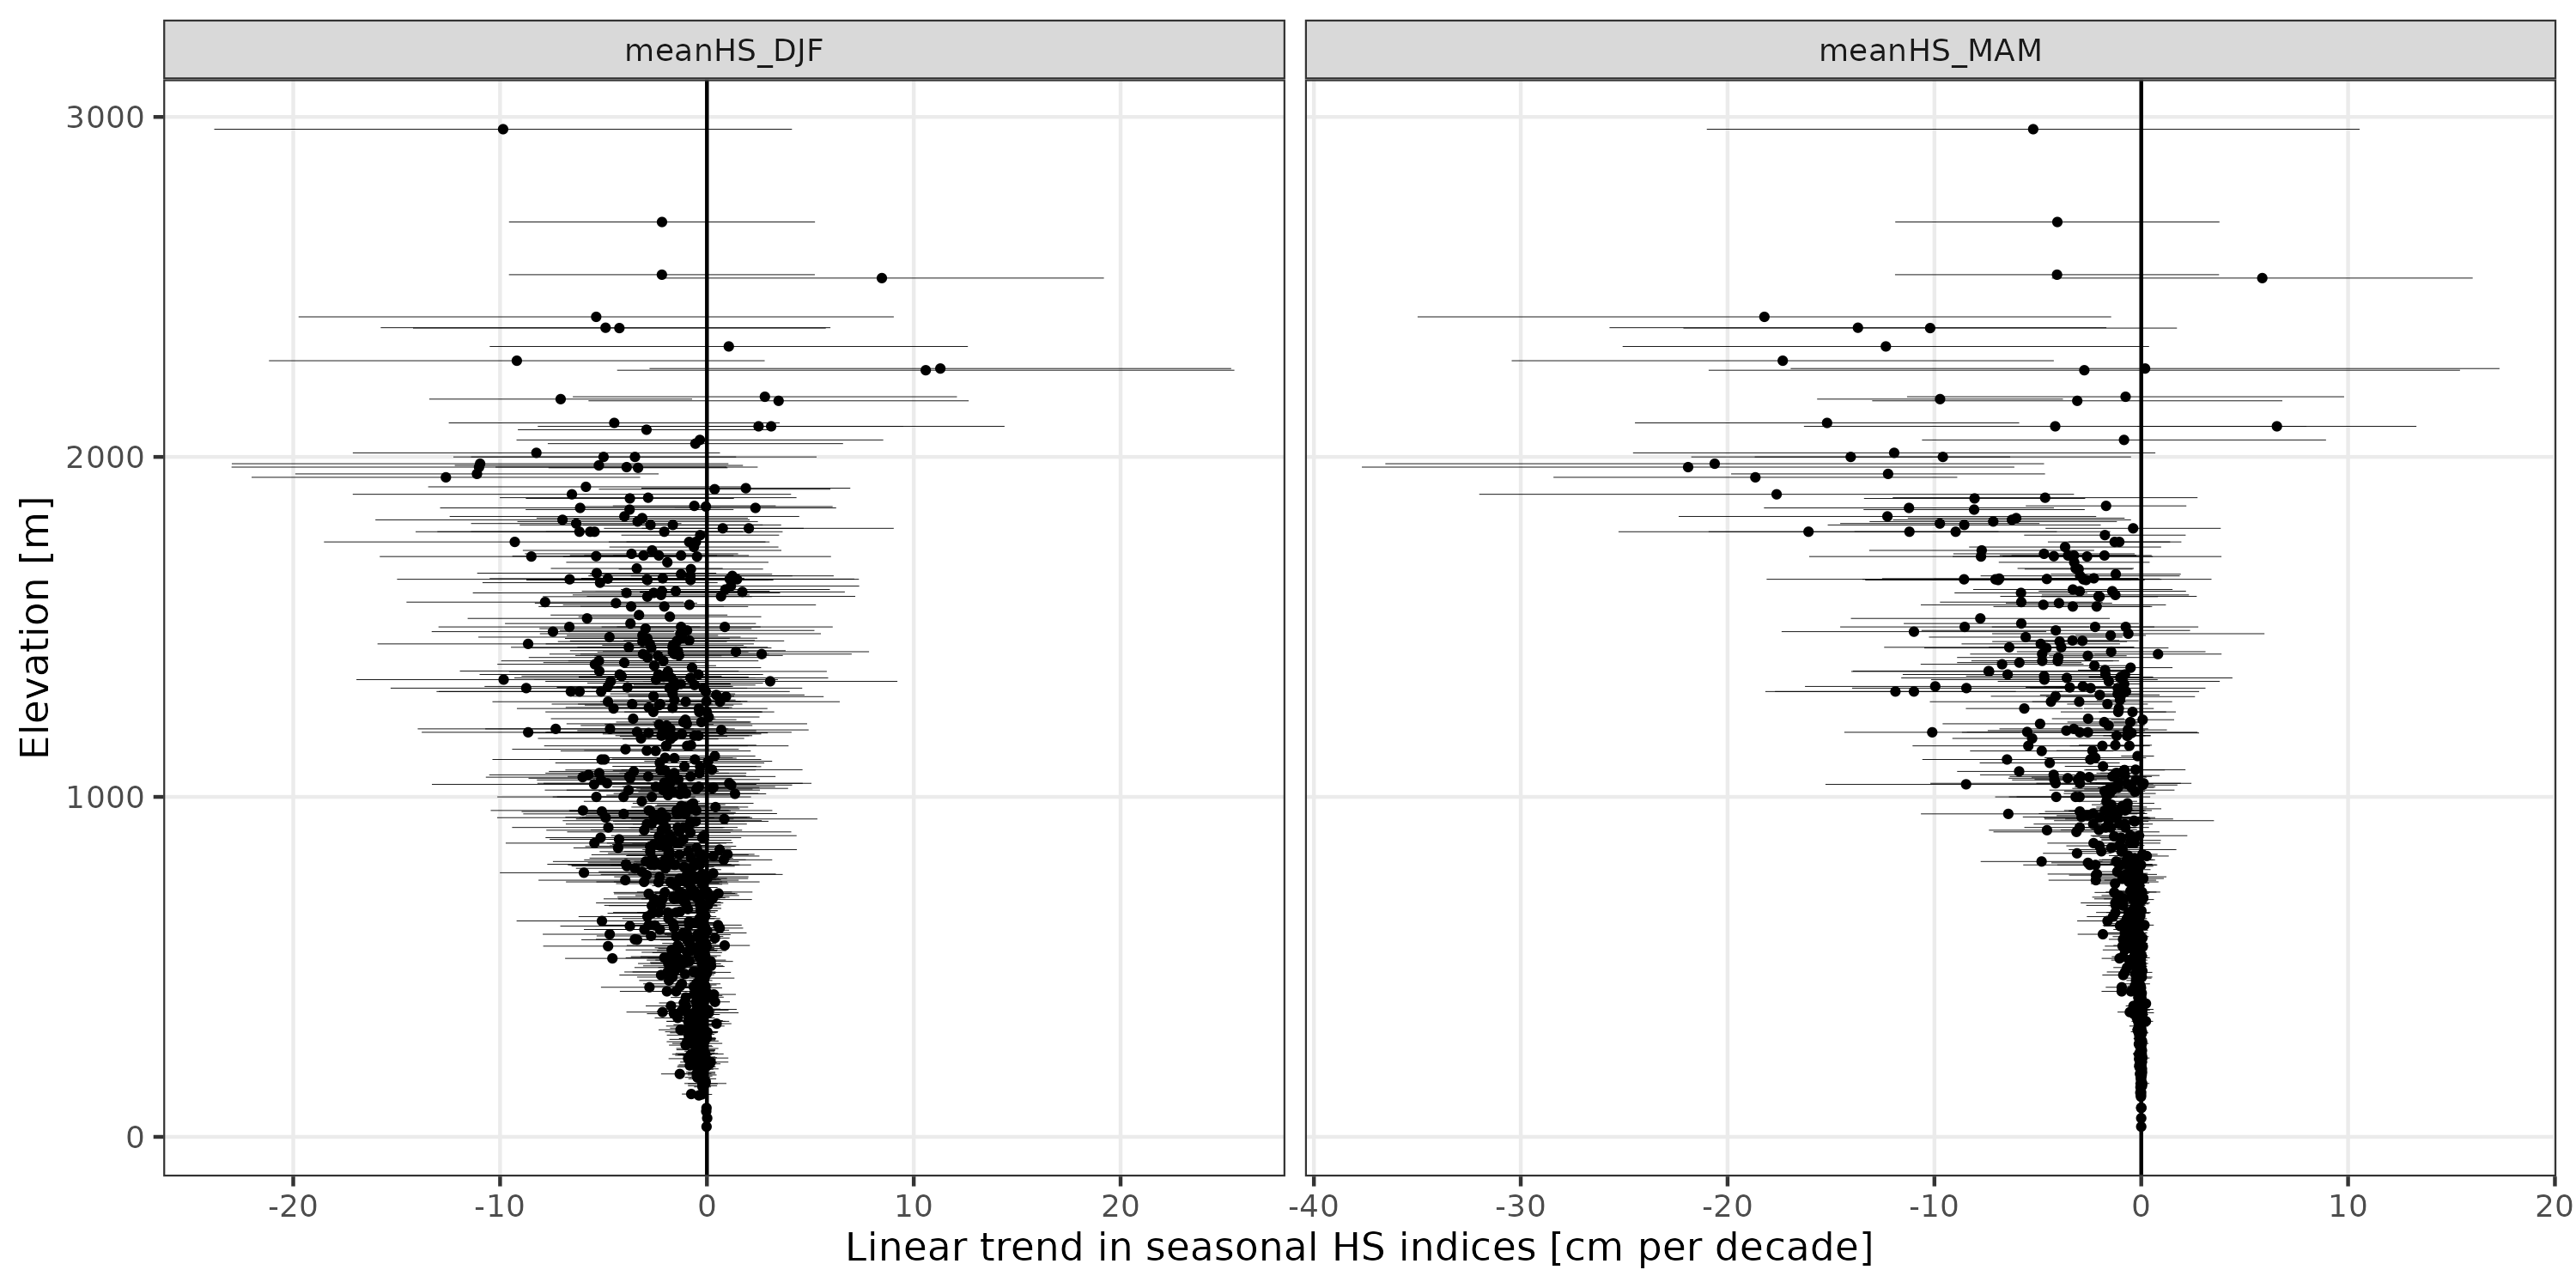 meanHS_DJF
meanHS_MAM
3000
2000
1000
0
Elevation [m]
-20 -10 0 10 20
-40 -30 -20 -10 0 10 20
Linear trend in seasonal HS indices [cm per decade]